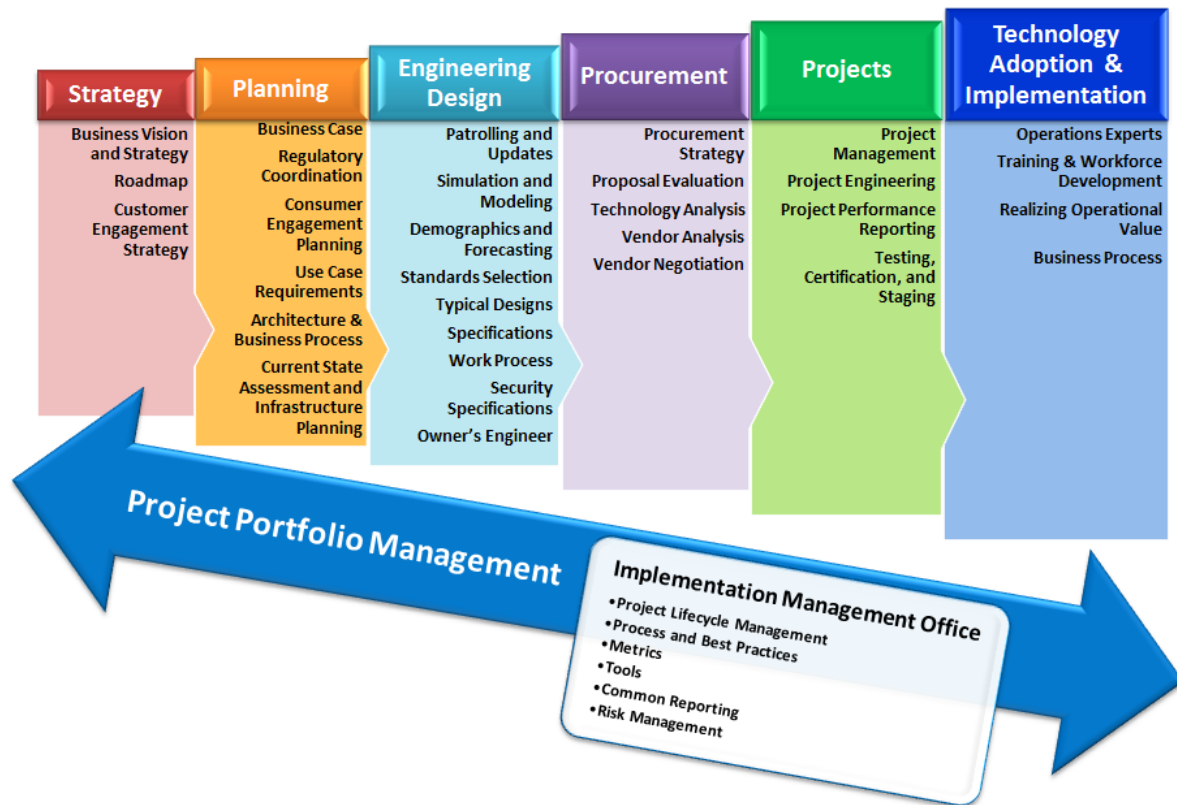 Strategy
Business Vision
and Strategy
Roadmap
Customer
Engagement
Strategy
Planning
Business Case
Regulatory
Coordination
Consumer
Engagement
Planning
Use Case
Requirements
Architecture &
Business Process
Current State
Assessment and
Infrastructure
Planning
Engineering
Design
Patrolling and
Updates
Simulation and
Modeling
Demographics and
Forecasting
Standards Selection
Typical Designs
Specifications
Work Process
Security
Specifications
Owner's Engineer
Procurement
Procurement
Strategy
Proposal Evaluation
Technology Analysis
Vendor Analysis
Vendor Negotiation
Projects
Project
Management
Project Engineering
Project Performance
Reporting
Testing,
Certification, and
Staging
Technology
Adoption &
Implementation
Operations Experts
Training & Workforce
Development
Realizing Operational
Value
Business Process
Project Portfolio Management
Implementation Management Office
•Project Lifecycle Management
•Process and Best Practices
•Metrics
•Tools
•Common Reporting
•Risk Management